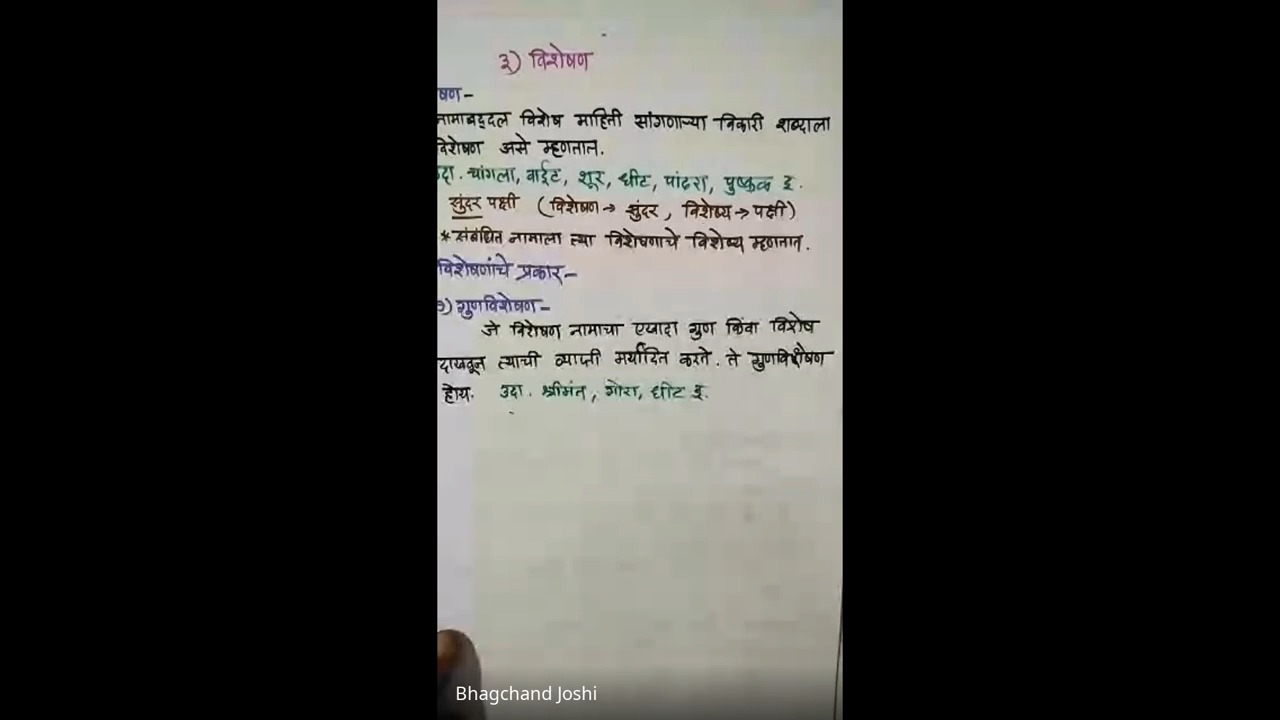 ३) विशेषण
षण-
नामाबद्दल विशेष माहिती सांगणाऱ्या विकारी शब्दाला
विशेषण असे म्हणतात.
उदा. चांगला, वाईट, शूर, धीट, पांढरा, पुष्कळ इ.
सुंदर पक्षी (विशेषण → सुंदर, विशेष्य → पक्षी)
* संबंधित नामाला त्या विशेषणाचे विशेष्य म्हणतात.
विशेषणांचे प्रकार-
१) गुणविशेषण-
जे विशेषण नामाचा एखादा गुण किंवा विशेष
दाखवून त्याची व्याप्ती मर्यादित करते. ते गुणविशेषण
होय. उदा. श्रीमंत, गोरा, धीट इ.
Bhagchand Joshi